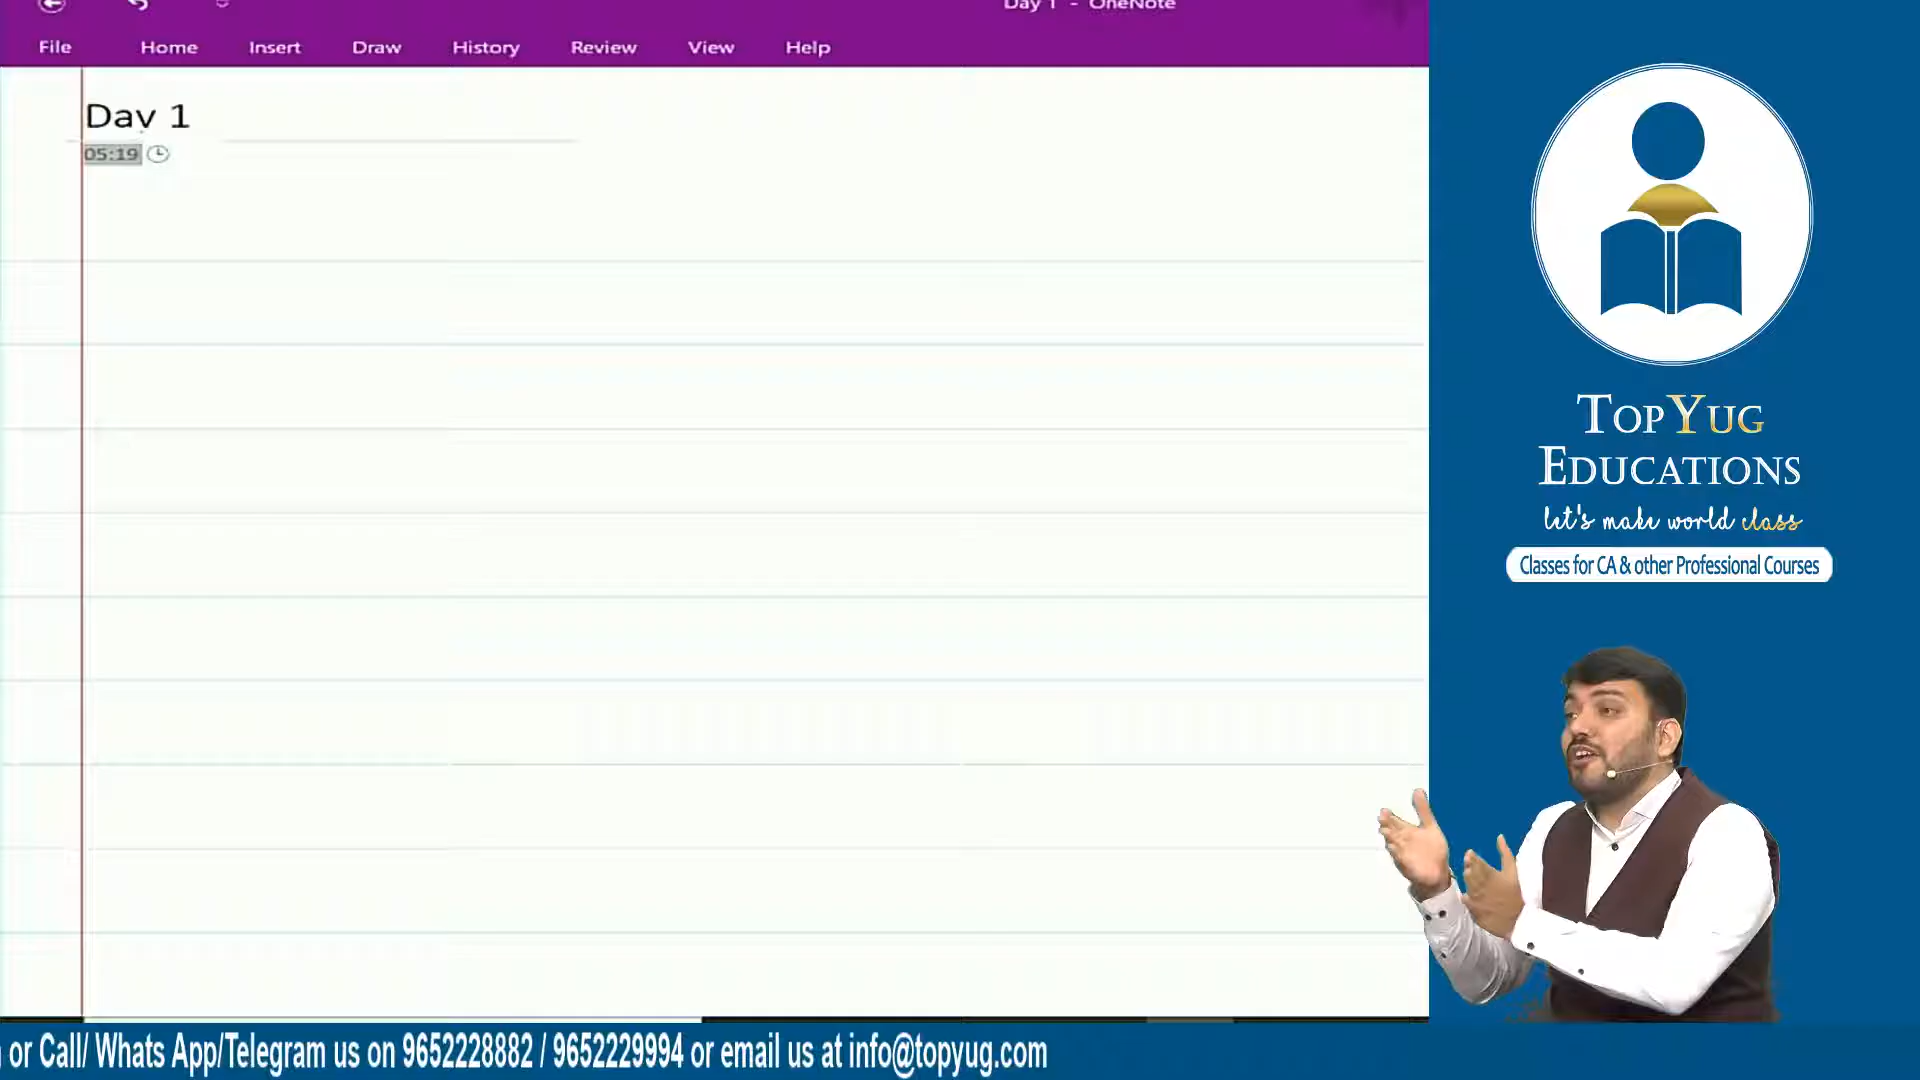 Day 1 - OneNote
File Home Insert Draw History Review View Help
Day 1
05:19
TOPYUG
EDUCATIONS
let's make world class
Classes for CA & other Professional Courses
or Call/ Whats App/Telegram us on 9652228882 / 9652229994 or email us at info@topyug.com